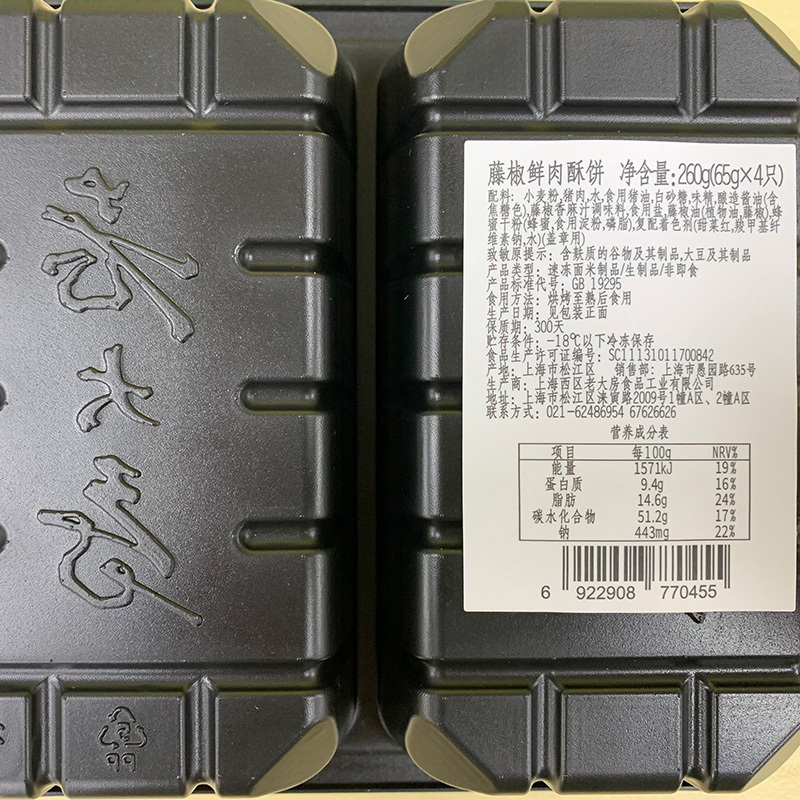 老大房
藤椒鲜肉酥饼 净含量:260g(65g×4只)
配料: 小麦粉,猪肉,水,食用猪油,白砂糖,味精,酿造酱油(含
焦糖色),藤椒香麻汁调味料,食用盐,藤椒油(植物油,藤椒),蜂
蜜干粉(蜂蜜,食用淀粉,磷脂),复配着色剂(甜菜红,羧甲基纤
维素钠,水)(盖章用)
致敏原提示: 含麸质的谷物及其制品,大豆及其制品
产品类型: 速冻面米制品/生制品/非即食
产品标准代号: GB 19295
食用方法: 烘烤至熟后食用
生产日期: 见包装正面
保质期: 300天
贮存条件: -18℃以下冷冻保存
食品生产许可证编号: SC11131011700842
产地: 上海市松江区 销售部: 上海市愚园路635号
生产商: 上海西区老大房食品工业有限公司
地址: 上海市松江区涞寅路2009号1幢A区、2幢A区
联系方式: 021-62486954 67626626
营养成分表
项目 每100g NRV%
能量 1571kJ 19%
蛋白质 9.4g 16%
脂肪 14.6g 24%
碳水化合物 51.2g 17%
钠 443mg 22%
6 922908 770455